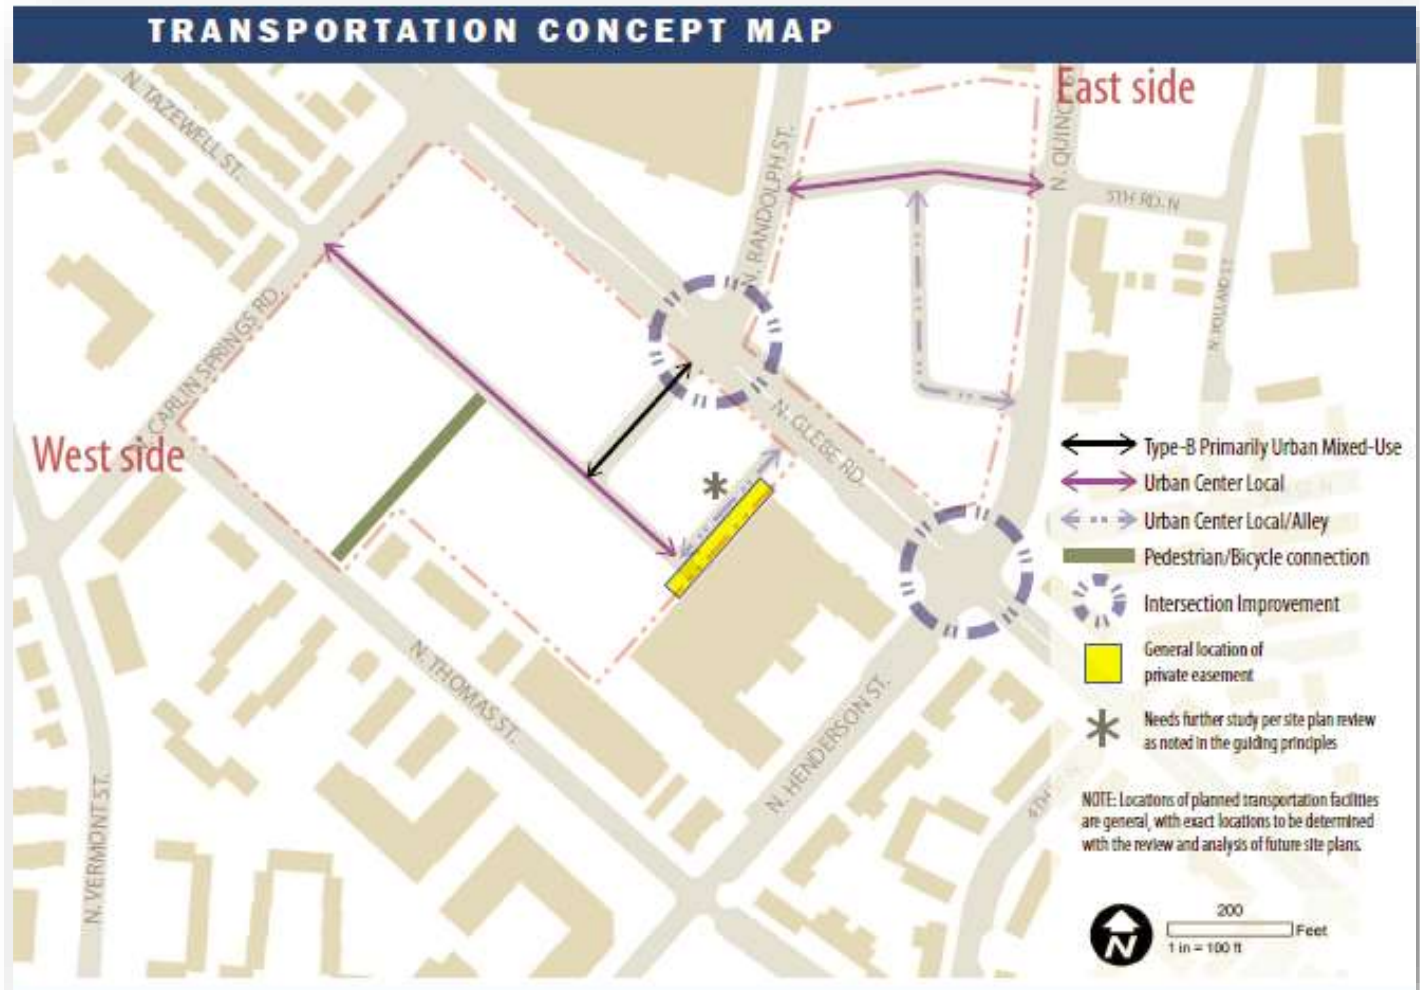 TRANSPORTATION CONCEPT MAP
East side
N. TAZEWELL ST.
N. RANDOLPH ST.
N. QUINC
5TH RD. N
N. CARLIN SPRINGS RD.
West side
N. GLEBE RD.
Type-B Primarily Urban Mixed-Use
Urban Center Local
Urban Center Local/Alley
Pedestrian/Bicycle connection
Intersection Improvement
General location of
private easement
*
Needs further study per site plan review
as noted in the guiding principles
N. THOMAS ST.
N. HENDERSON ST.
4TH
N. VERMONT ST.
NOTE: Locations of planned transportation facilities
are general, with exact locations to be determined
with the review and analysis of future site plans.
N
200
Feet
1 in = 100 ft